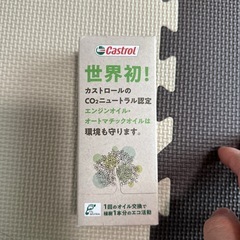 Castrol
世界初!
カストロールの
CO2ニュートラル認定
エンジンオイル・
オートマチックオイルは
環境も守ります。
1回のオイル交換で
植樹1本分のエコ活動